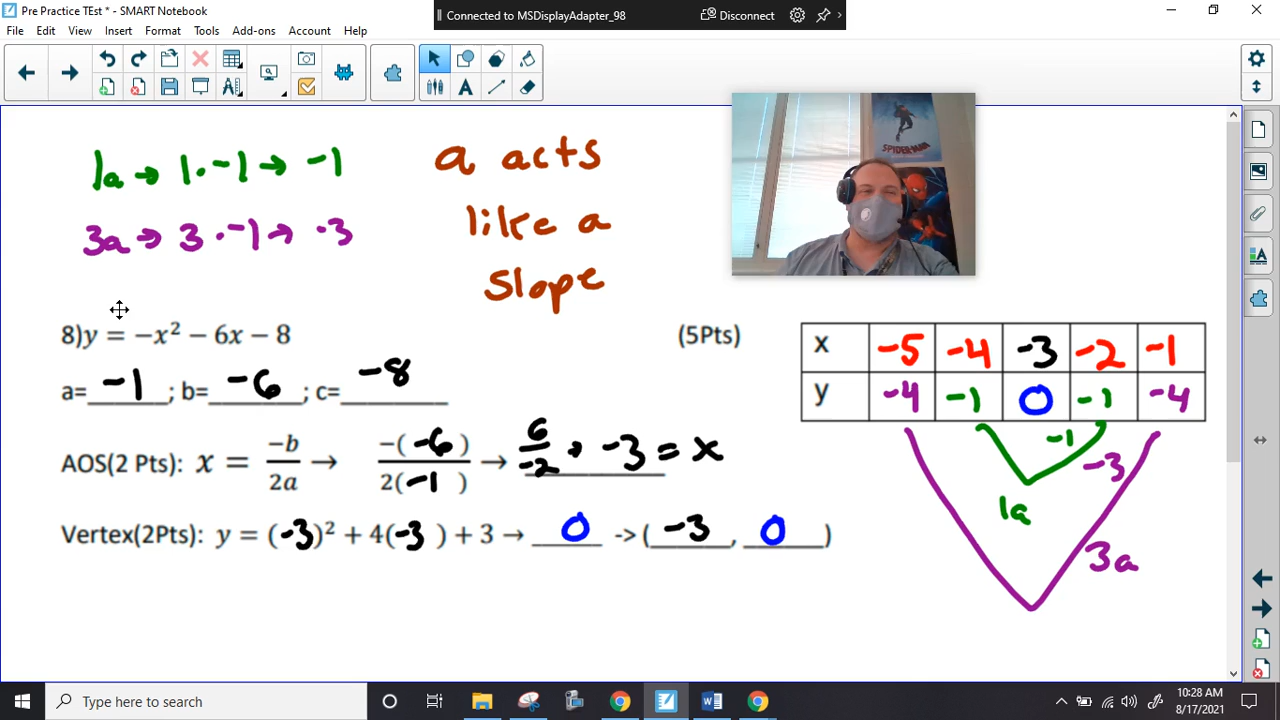 Pre Practice TEst * - SMART Notebook
Connected to MSDisplayAdapter_98
Disconnect
File Edit View Insert Format Tools Add-ons Account Help
SPIDER-MAN
1a → 1·-1 → -1
3a → 3·-1 → -3
a acts
like a
slope
8)y = −x² − 6x − 8
(5Pts)
a= -1 ; b= -6 ; c= -8
x -5 -4 -3 -2 -1
y -4 -1 0 -1 -4
-1
-3
1a
3a
AOS(2 Pts): x = −b/2a → −(-6)/2(-1) → 6/-2 → -3 = x
Vertex(2Pts): y = (-3)² + 4(-3) + 3 → 0 -> (-3, 0)
Type here to search
10:28 AM
8/17/2021